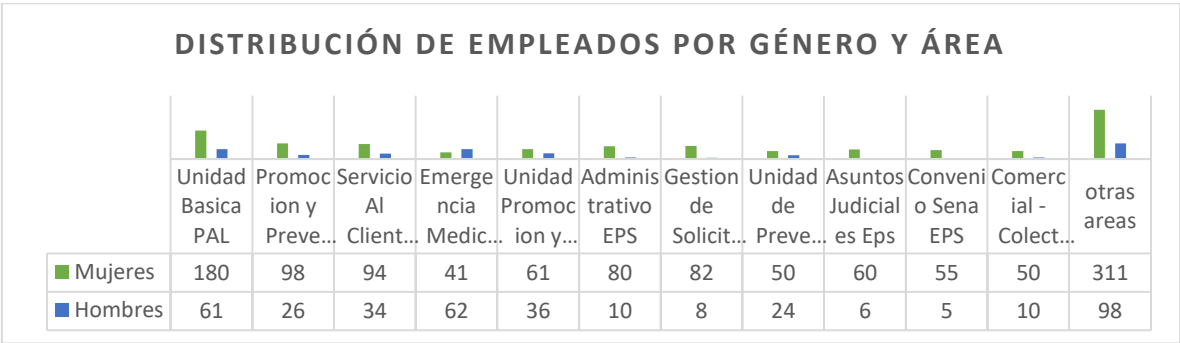 DISTRIBUCIÓN DE EMPLEADOS POR GÉNERO Y ÁREA
Unidad Promoc Servicio Emerge Unidad Adminis Gestion Unidad Asuntos Conveni Comerc
Basica ion y Al ncia Promoc trativo de de Judicial o Sena ial - otras
PAL Preve... Client... Medic... ion y... EPS Solicit... Preve... es Eps EPS Colect... areas
Mujeres 180 98 94 41 61 80 82 50 60 55 50 311
Hombres 61 26 34 62 36 10 8 24 6 5 10 98